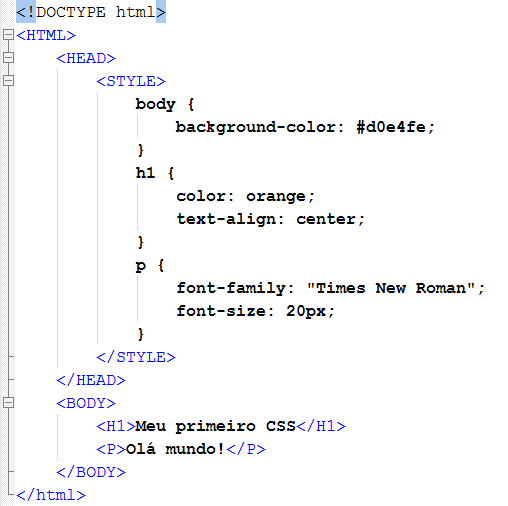 <!DOCTYPE html>
<HTML>
<HEAD>
<STYLE>
body {
background-color: #d0e4fe;
}
h1 {
color: orange;
text-align: center;
}
p {
font-family: "Times New Roman";
font-size: 20px;
}
</STYLE>
</HEAD>
<BODY>
<H1>Meu primeiro CSS</H1>
<P>Olá mundo!</P>
</BODY>
</html>